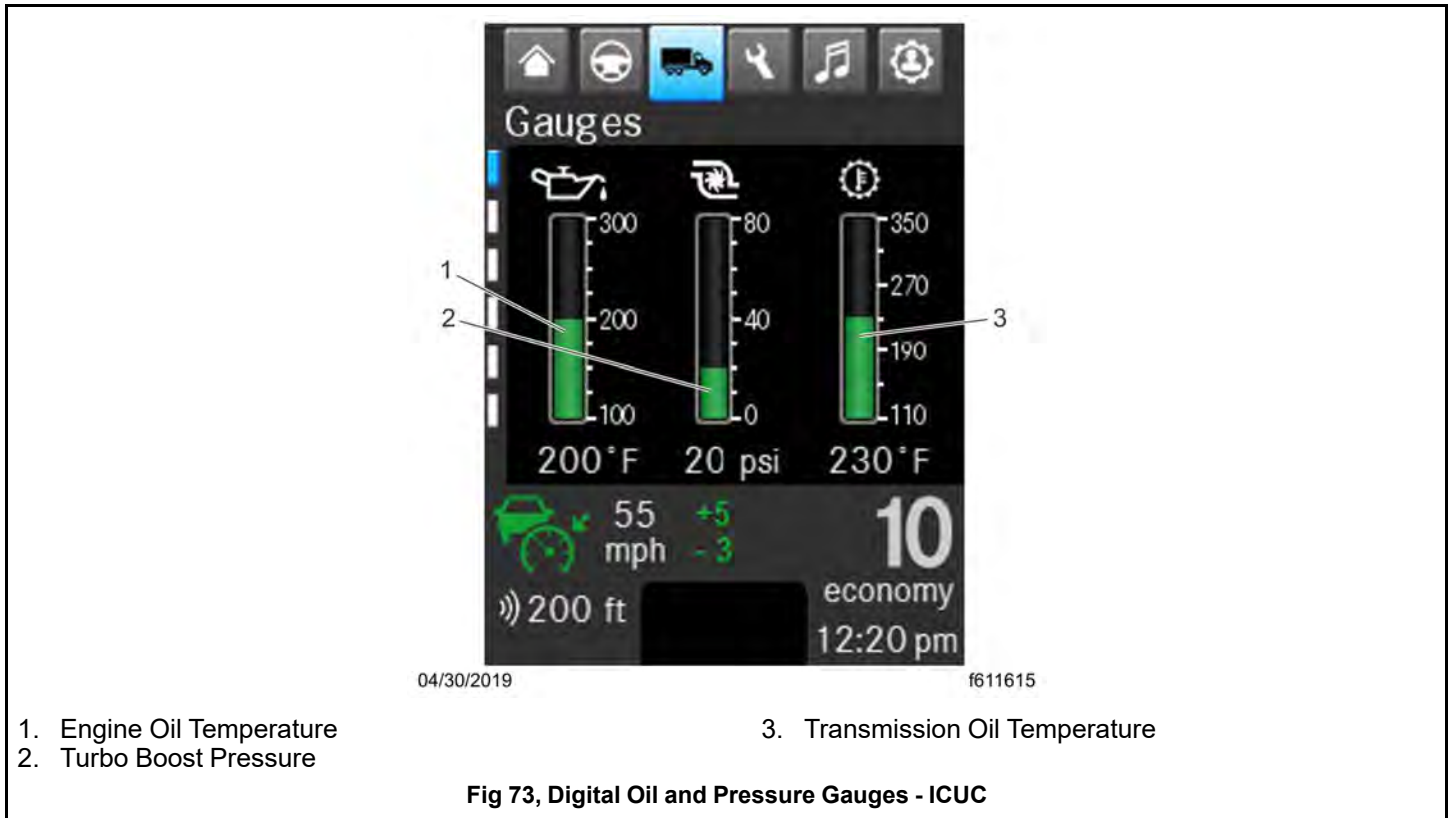 Gauges
300 80 350
270
200 40
190
100 0 110
200°F 20 psi 230°F
1
2
3
55 +5
mph - 3
10
economy
200 ft
12:20 pm
04/30/2019 f611615
1. Engine Oil Temperature
2. Turbo Boost Pressure
3. Transmission Oil Temperature
Fig 73, Digital Oil and Pressure Gauges - ICUC